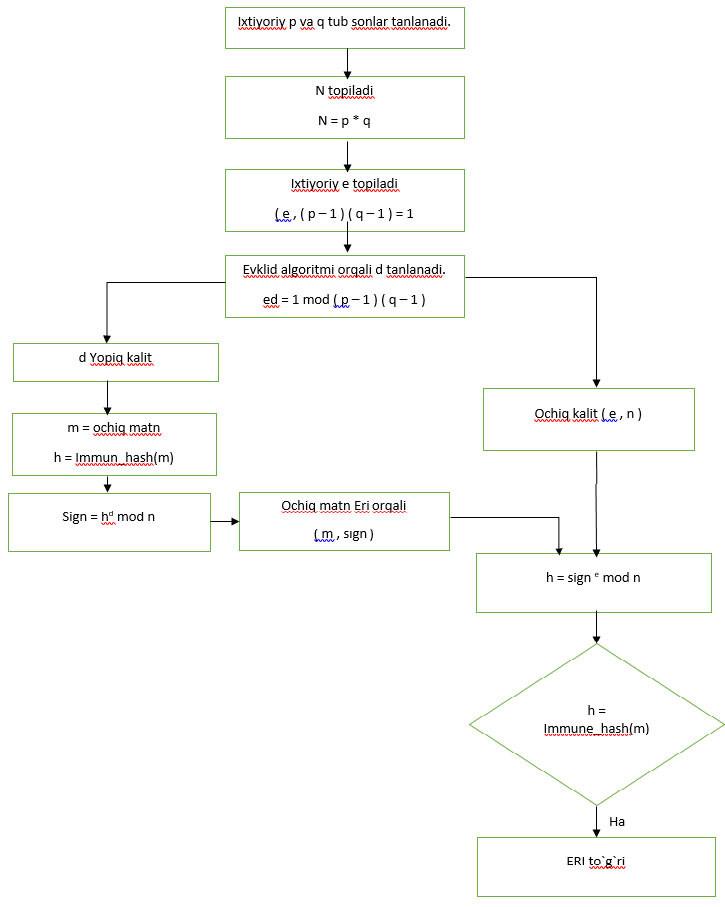 Ixtiyoriy p va q tub sonlar tanlanadi.
N topiladi
N = p * q
Ixtiyoriy e topiladi
( e , ( p – 1 ) ( q – 1 ) = 1
Evklid algoritmi orqali d tanlanadi.
ed = 1 mod ( p – 1 ) ( q – 1 )
d Yopiq kalit
m = ochiq matn
h = Immun_hash(m)
Sign = hᵈ mod n
Ochiq matn Eri orqali
( m , sıgn )
Ochiq kalit ( e , n )
h = sign ᵉ mod n
h =
Immune_hash(m)
Ha
ERI to`g`ri